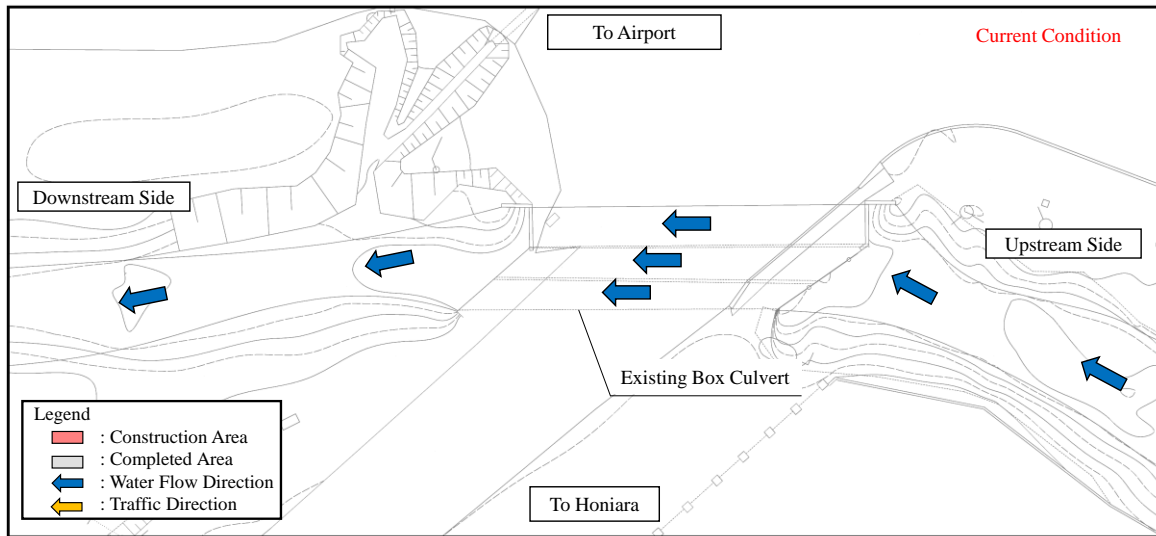 To Airport
Current Condition
Downstream Side
Upstream Side
Existing Box Culvert
Legend
: Construction Area
: Completed Area
: Water Flow Direction
: Traffic Direction
To Honiara